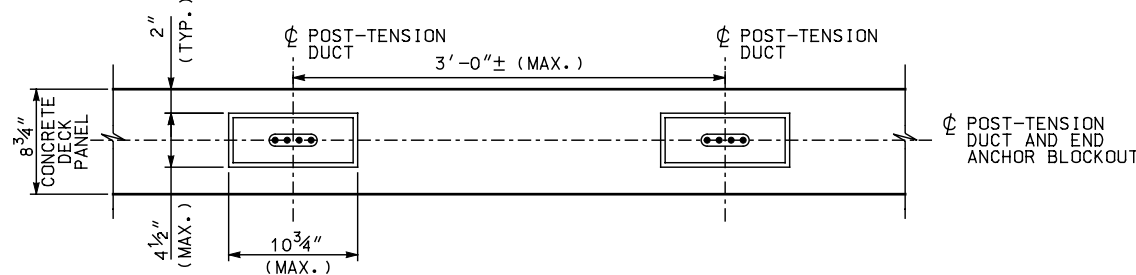 2"
(TYP.)
℄ POST-TENSION
DUCT
℄ POST-TENSION
DUCT
3'-0"± (MAX.)
8¾"
CONCRETE
DECK
PANEL
℄ POST-TENSION
DUCT AND END
ANCHOR BLOCKOUT
4½"
(MAX.)
10¾"
(MAX.)